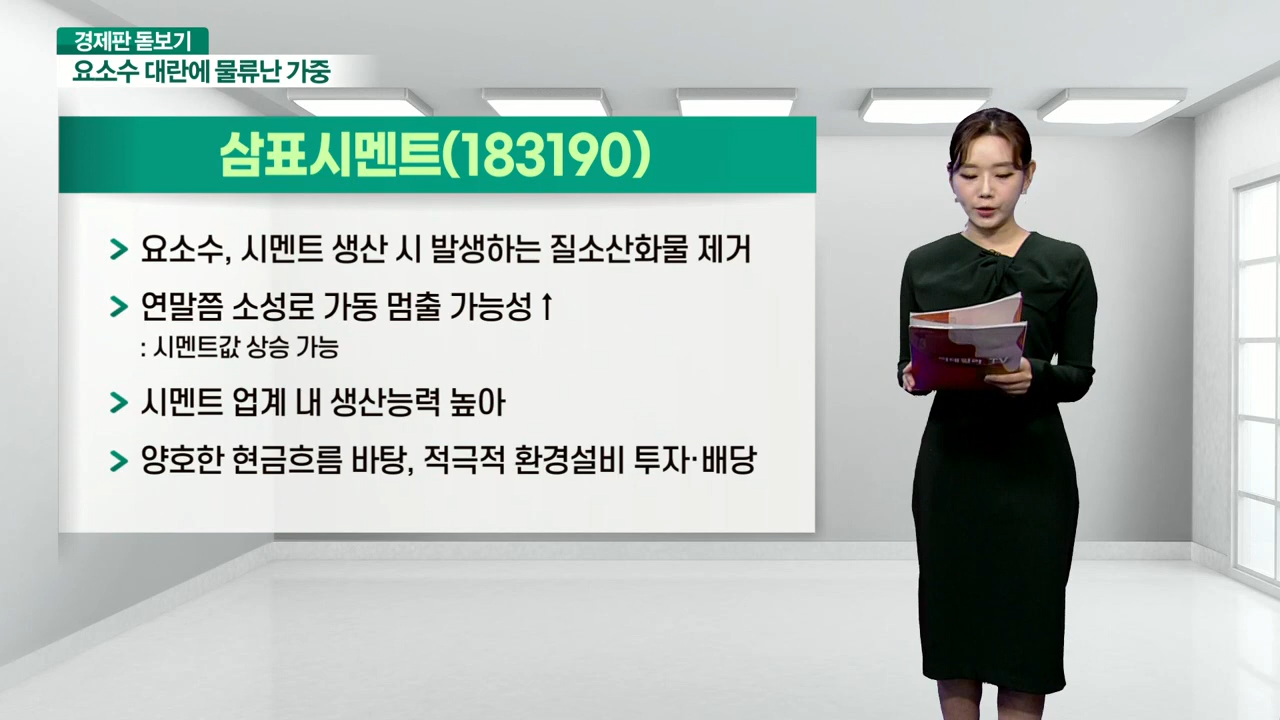 경제판 돋보기
요소수 대란에 물류난 가중
삼표시멘트(183190)
> 요소수, 시멘트 생산 시 발생하는 질소산화물 제거
> 연말쯤 소성로 가동 멈출 가능성↑
: 시멘트값 상승 가능
> 시멘트 업계 내 생산능력 높아
> 양호한 현금흐름 바탕, 적극적 환경설비 투자·배당
이데일리 TV